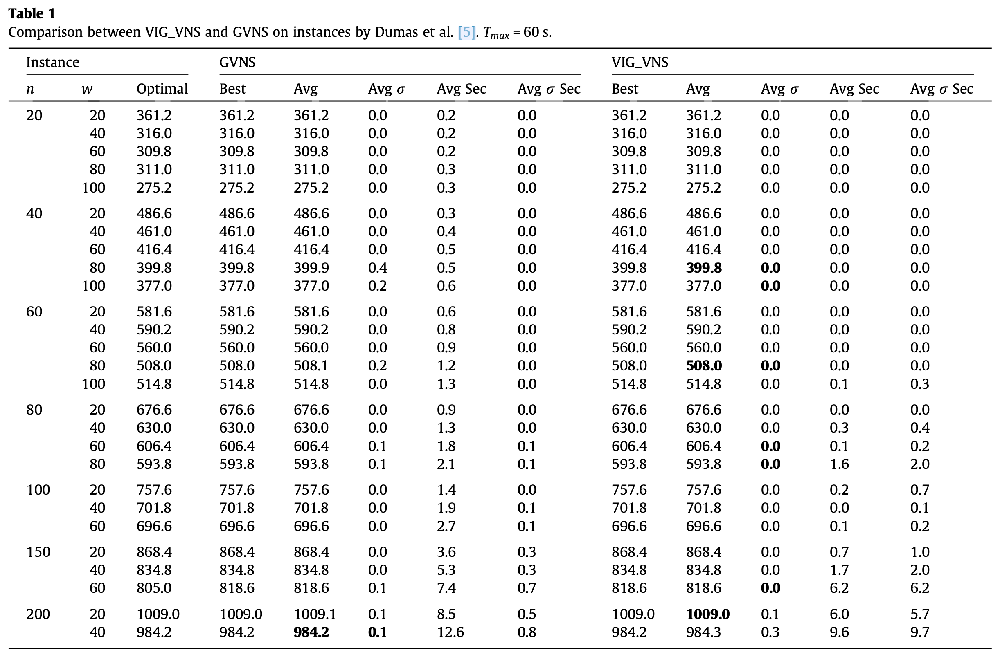 Table 1
Comparison between VIG_VNS and GVNS on instances by Dumas et al. [5]. Tmax = 60 s.
Instance GVNS VIG_VNS
n w Optimal Best Avg Avg σ Avg Sec Avg σ Sec Best Avg Avg σ Avg Sec Avg σ Sec
20 20 361.2 361.2 361.2 0.0 0.2 0.0 361.2 361.2 0.0 0.0 0.0
40 316.0 316.0 316.0 0.0 0.2 0.0 316.0 316.0 0.0 0.0 0.0
60 309.8 309.8 309.8 0.0 0.2 0.0 309.8 309.8 0.0 0.0 0.0
80 311.0 311.0 311.0 0.0 0.3 0.0 311.0 311.0 0.0 0.0 0.0
100 275.2 275.2 275.2 0.0 0.3 0.0 275.2 275.2 0.0 0.0 0.0
40 20 486.6 486.6 486.6 0.0 0.3 0.0 486.6 486.6 0.0 0.0 0.0
40 461.0 461.0 461.0 0.0 0.4 0.0 461.0 461.0 0.0 0.0 0.0
60 416.4 416.4 416.4 0.0 0.5 0.0 416.4 416.4 0.0 0.0 0.0
80 399.8 399.8 399.9 0.4 0.5 0.0 399.8 399.8 0.0 0.0 0.0
100 377.0 377.0 377.0 0.2 0.6 0.0 377.0 377.0 0.0 0.0 0.0
60 20 581.6 581.6 581.6 0.0 0.6 0.0 581.6 581.6 0.0 0.0 0.0
40 590.2 590.2 590.2 0.0 0.8 0.0 590.2 590.2 0.0 0.0 0.0
60 560.0 560.0 560.0 0.0 0.9 0.0 560.0 560.0 0.0 0.0 0.0
80 508.0 508.0 508.1 0.2 1.2 0.0 508.0 508.0 0.0 0.0 0.0
100 514.8 514.8 514.8 0.0 1.3 0.0 514.8 514.8 0.0 0.1 0.3
80 20 676.6 676.6 676.6 0.0 0.9 0.0 676.6 676.6 0.0 0.0 0.0
40 630.0 630.0 630.0 0.0 1.3 0.0 630.0 630.0 0.0 0.3 0.4
60 606.4 606.4 606.4 0.1 1.8 0.1 606.4 606.4 0.0 0.1 0.2
80 593.8 593.8 593.8 0.1 2.1 0.1 593.8 593.8 0.0 1.6 2.0
100 20 757.6 757.6 757.6 0.0 1.4 0.0 757.6 757.6 0.0 0.2 0.7
40 701.8 701.8 701.8 0.0 1.9 0.1 701.8 701.8 0.0 0.0 0.1
60 696.6 696.6 696.6 0.0 2.7 0.1 696.6 696.6 0.0 0.1 0.2
150 20 868.4 868.4 868.4 0.0 3.6 0.3 868.4 868.4 0.0 0.7 1.0
40 834.8 834.8 834.8 0.0 5.3 0.3 834.8 834.8 0.0 1.7 2.0
60 805.0 818.6 818.6 0.1 7.4 0.7 818.6 818.6 0.0 6.2 6.2
200 20 1009.0 1009.0 1009.1 0.1 8.5 0.5 1009.0 1009.0 0.1 6.0 5.7
40 984.2 984.2 984.2 0.1 12.6 0.8 984.2 984.3 0.3 9.6 9.7